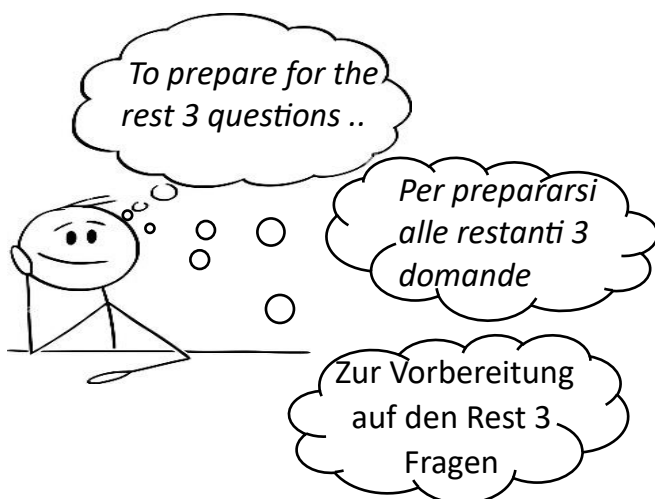 To prepare for the
rest 3 questions ..
Per prepararsi
alle restanti 3
domande
Zur Vorbereitung
auf den Rest 3
Fragen